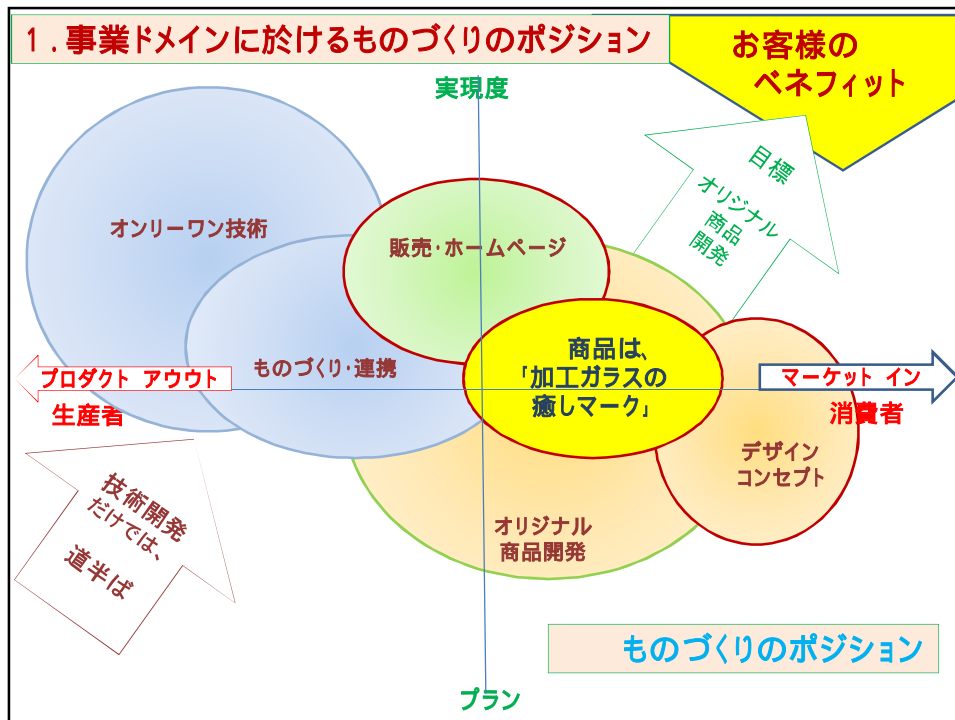 1．事業ドメインに於けるものづくりのポジション
お客様の
ベネフィット
実現度
目標
オリジナル
商品
開発
オンリーワン技術
販売・ホームページ
ものづくり・連携
商品は、
「加工ガラスの
癒しマーク」
プロダクト アウウト
生産者
マーケット イン
消費者
デザイン
コンセプト
技術開発
だけでは、
道半ば
オリジナル
商品開発
ものづくりのポジション
プラン